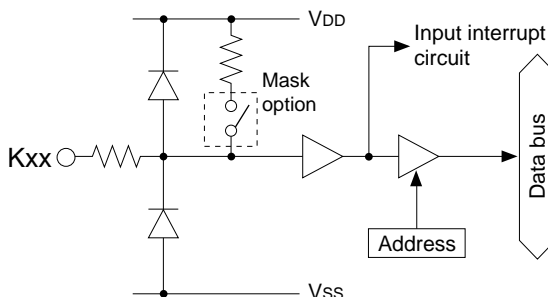 VDD
Input interrupt
circuit
Mask
option
Kxx
Data bus
Address
VSS